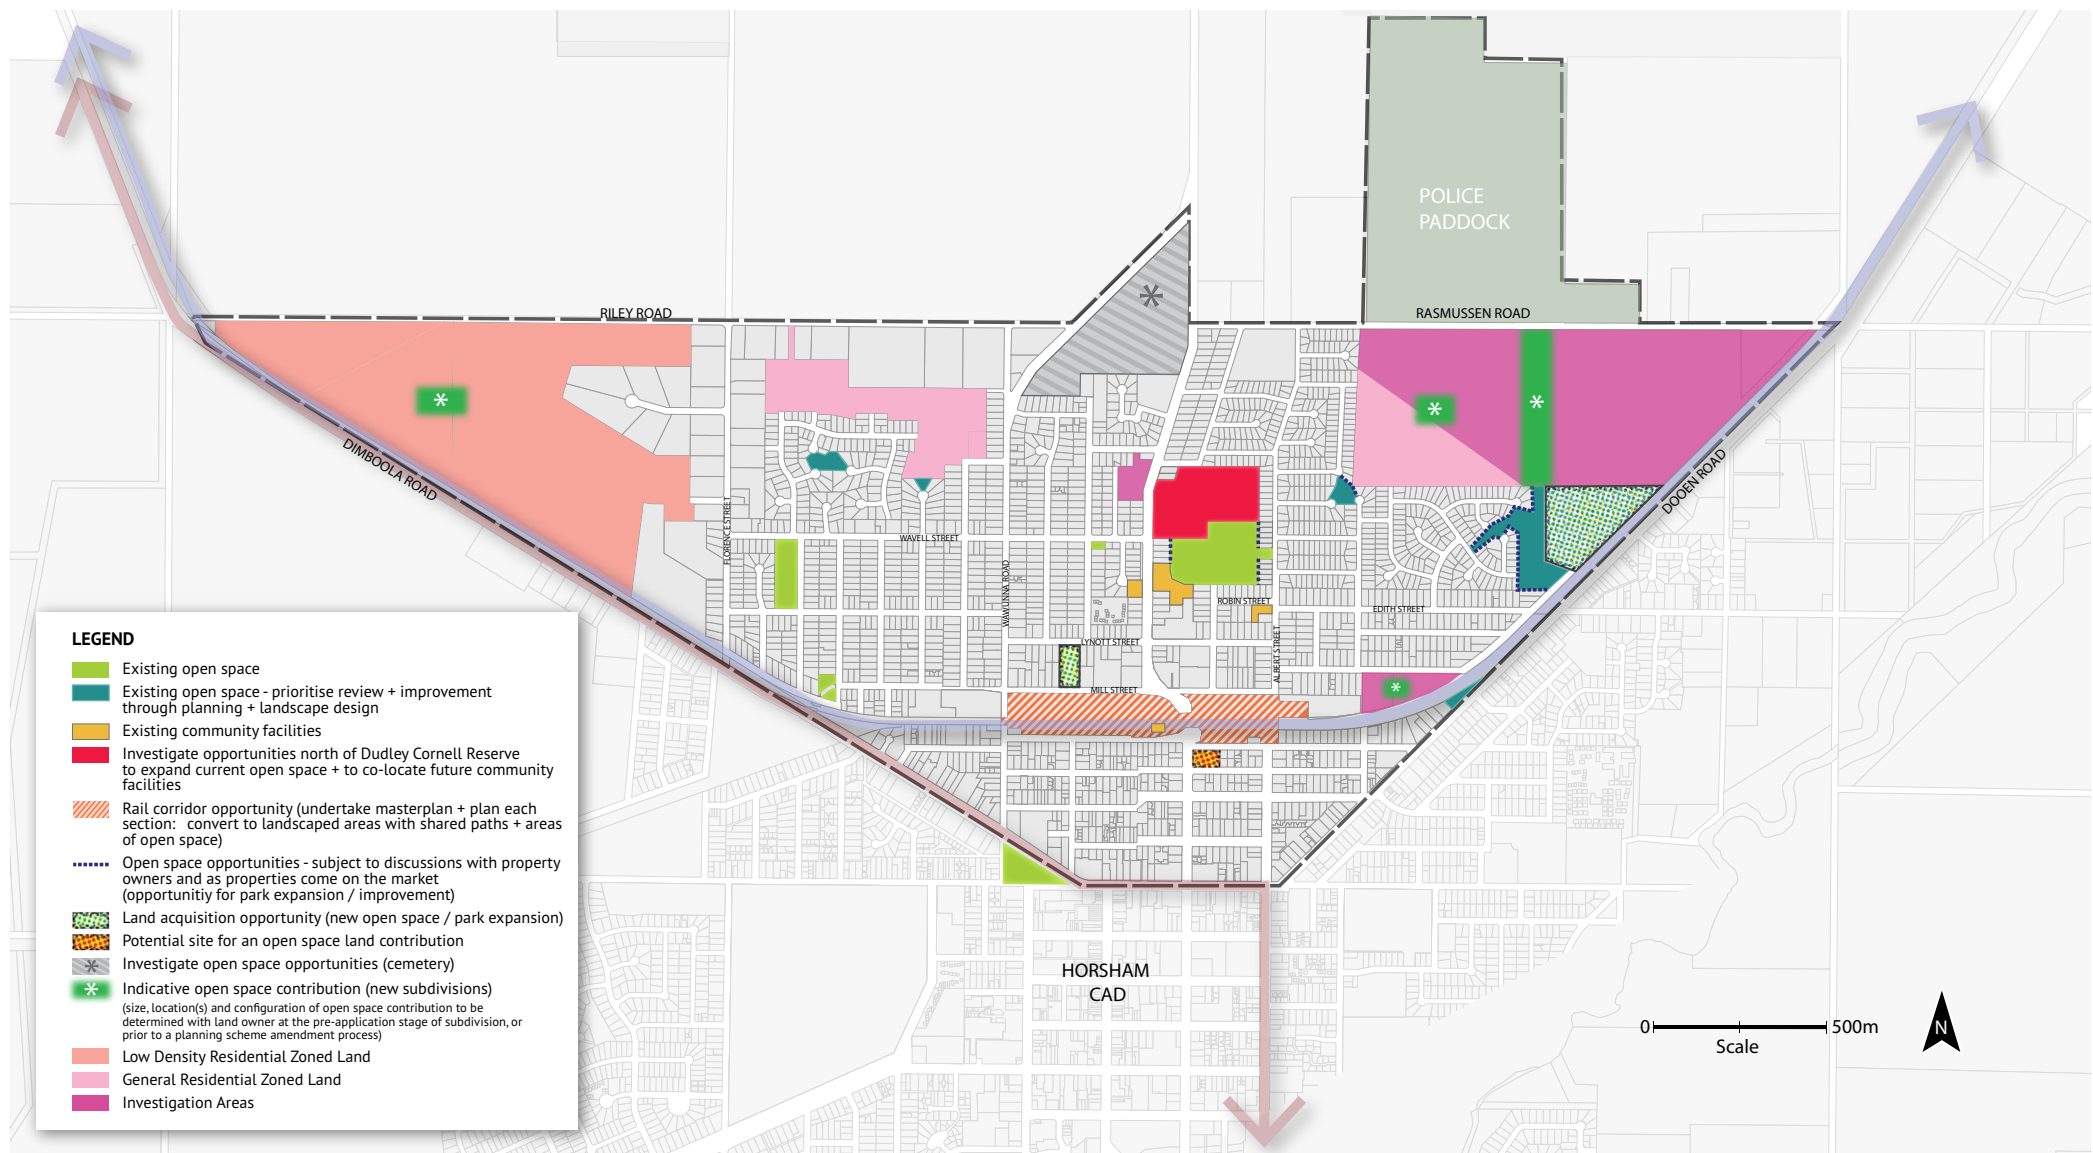 POLICE
PADDOCK
RILEY ROAD
RASMUSSEN ROAD
DIMBOOLA ROAD
DOOEN ROAD
FLORENCE STREET
WAVELL STREET
WAWUNNA ROAD
ROBIN STREET
EDITH STREET
LYNOTT STREET
ALBERT STREET
MILL STREET
HORSHAM
CAD
LEGEND
Existing open space
Existing open space - prioritise review + improvement
through planning + landscape design
Existing community facilities
Investigate opportunities north of Dudley Cornell Reserve
to expand current open space + to co-locate future community
facilities
Rail corridor opportunity (undertake masterplan + plan each
section: convert to landscaped areas with shared paths + areas
of open space)
Open space opportunities - subject to discussions with property
owners and as properties come on the market
(opportunitiy for park expansion / improvement)
Land acquisition opportunity (new open space / park expansion)
Potential site for an open space land contribution
Investigate open space opportunities (cemetery)
Indicative open space contribution (new subdivisions)
(size, location(s) and configuration of open space contribution to be
determined with land owner at the pre-application stage of subdivision, or
prior to a planning scheme amendment process)
Low Density Residential Zoned Land
General Residential Zoned Land
Investigation Areas
0 500m
Scale
N